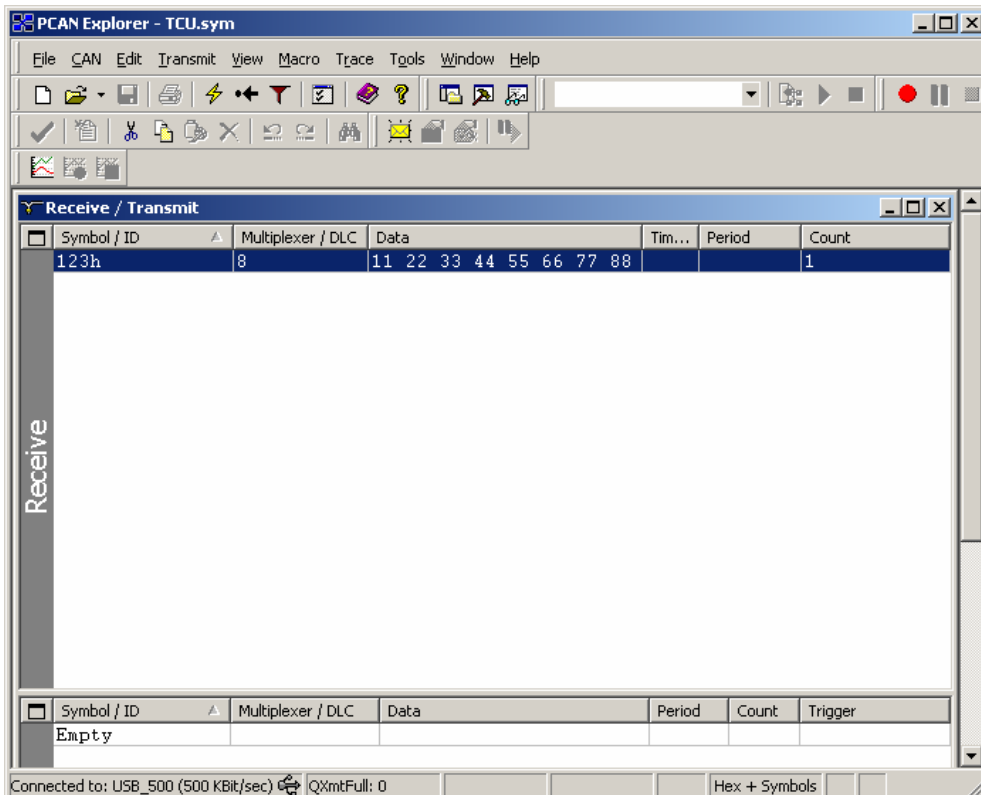 PCAN Explorer - TCU.sym
File CAN Edit Transmit View Macro Trace Tools Window Help
Receive / Transmit
Symbol / ID Multiplexer / DLC Data Tim... Period Count
123h 8 11 22 33 44 55 66 77 88 1
Receive
Symbol / ID Multiplexer / DLC Data Period Count Trigger
Empty
Connected to: USB_500 (500 KBit/sec) QXmtFull: 0 Hex + Symbols